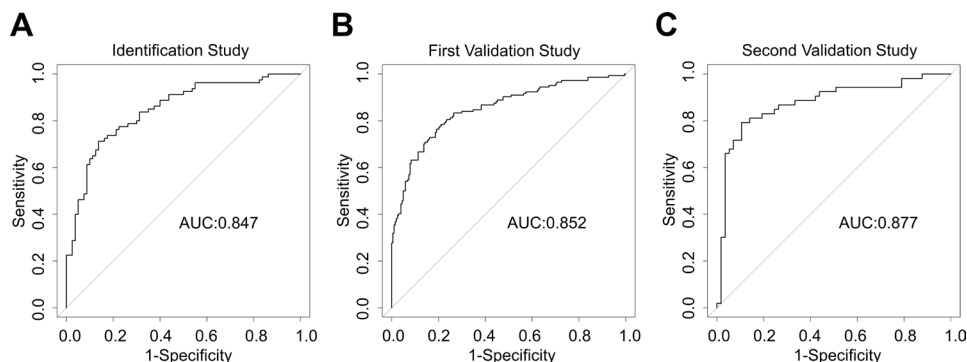 A
Identification Study
Sensitivity
0.0 0.2 0.4 0.6 0.8 1.0
AUC:0.847
0.0 0.2 0.4 0.6 0.8 1.0
1-Specificity
B
First Validation Study
Sensitivity
0.0 0.2 0.4 0.6 0.8 1.0
AUC:0.852
0.0 0.2 0.4 0.6 0.8 1.0
1-Specificity
C
Second Validation Study
Sensitivity
0.0 0.2 0.4 0.6 0.8 1.0
AUC:0.877
0.0 0.2 0.4 0.6 0.8 1.0
1-Specificity